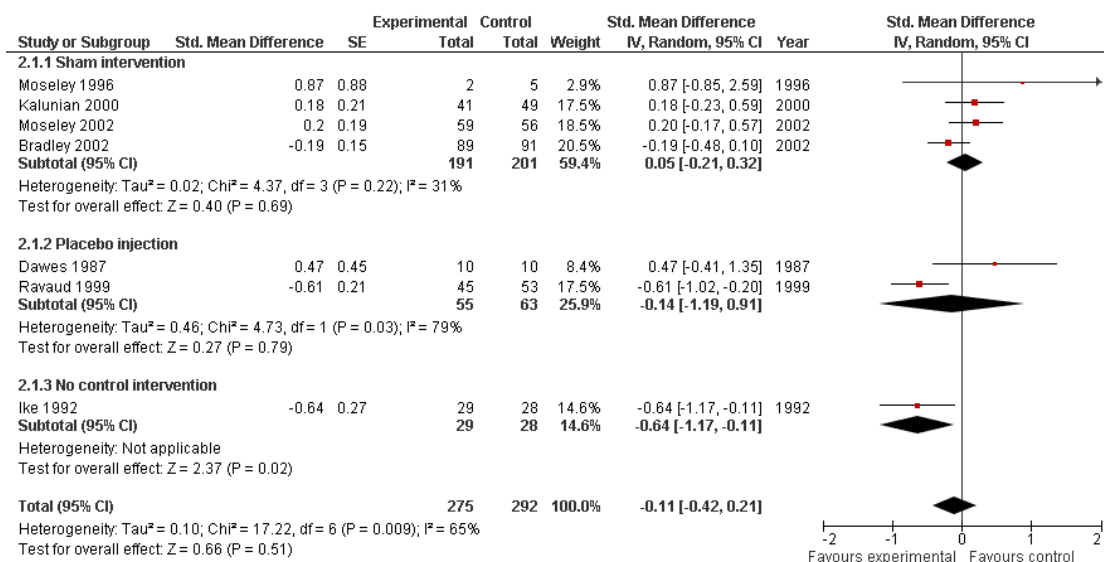 Experimental Control Std. Mean Difference Std. Mean Difference
Study or Subgroup Std. Mean Difference SE Total Total Weight IV, Random, 95% CI Year IV, Random, 95% CI
2.1.1 Sham intervention
Moseley 1996 0.87 0.88 2 5 2.9% 0.87 [-0.85, 2.59] 1996
Kalunian 2000 0.18 0.21 41 49 17.5% 0.18 [-0.23, 0.59] 2000
Moseley 2002 0.2 0.19 59 56 18.5% 0.20 [-0.17, 0.57] 2002
Bradley 2002 -0.19 0.15 89 91 20.5% -0.19 [-0.48, 0.10] 2002
Subtotal (95% CI) 191 201 59.4% 0.05 [-0.21, 0.32]
Heterogeneity: Tau² = 0.02; Chi² = 4.37, df = 3 (P = 0.22); I² = 31%
Test for overall effect: Z = 0.40 (P = 0.69)
2.1.2 Placebo injection
Dawes 1987 0.47 0.45 10 10 8.4% 0.47 [-0.41, 1.35] 1987
Ravaud 1999 -0.61 0.21 45 53 17.5% -0.61 [-1.02, -0.20] 1999
Subtotal (95% CI) 55 63 25.9% -0.14 [-1.19, 0.91]
Heterogeneity: Tau² = 0.46; Chi² = 4.73, df = 1 (P = 0.03); I² = 79%
Test for overall effect: Z = 0.27 (P = 0.79)
2.1.3 No control intervention
Ike 1992 -0.64 0.27 29 28 14.6% -0.64 [-1.17, -0.11] 1992
Subtotal (95% CI) 29 28 14.6% -0.64 [-1.17, -0.11]
Heterogeneity: Not applicable
Test for overall effect: Z = 2.37 (P = 0.02)
Total (95% CI) 275 292 100.0% -0.11 [-0.42, 0.21]
Heterogeneity: Tau² = 0.10; Chi² = 17.22, df = 6 (P = 0.009); I² = 65%
Test for overall effect: Z = 0.66 (P = 0.51)
-2 -1 0 1 2
Favours experimental Favours control